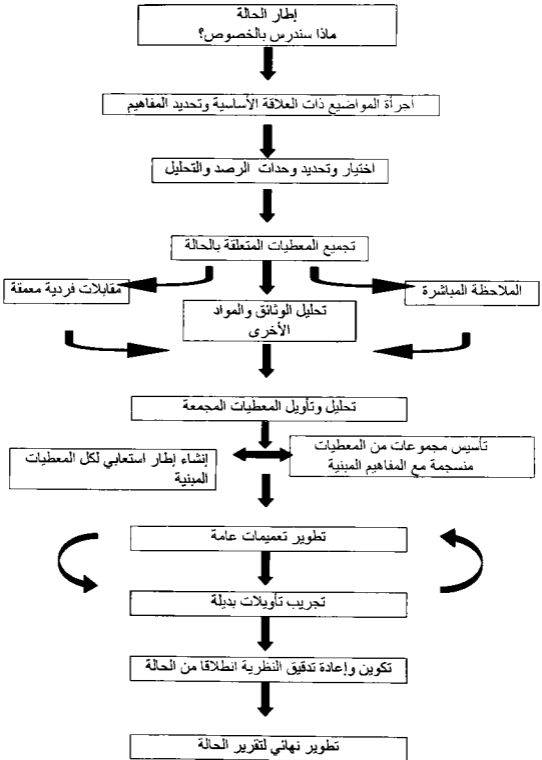 إطار الحالة
ماذا سندرس بالخصوص؟
أجرأة المواضيع ذات العلاقة الأساسية وتحديد المفاهيم
اختيار وتحديد وحدات الرصد والتحليل
تجميع المعطيات المتعلقة بالحالة
الملاحظة المباشرة
مقابلات فردية معمقة
تحليل الوثائق والمواد
الأخرى
تحليل وتأويل المعطيات المجمعة
تأسيس مجموعات من المعطيات
منسجمة مع المفاهيم المبنية
إنشاء إطار استعابي لكل المعطيات
المبنية
تطوير تعميمات عامة
تجريب تأويلات بديلة
تكوين وإعادة تدقيق النظرية انطلاقا من الحالة
تطوير نهائي لتقرير الحالة